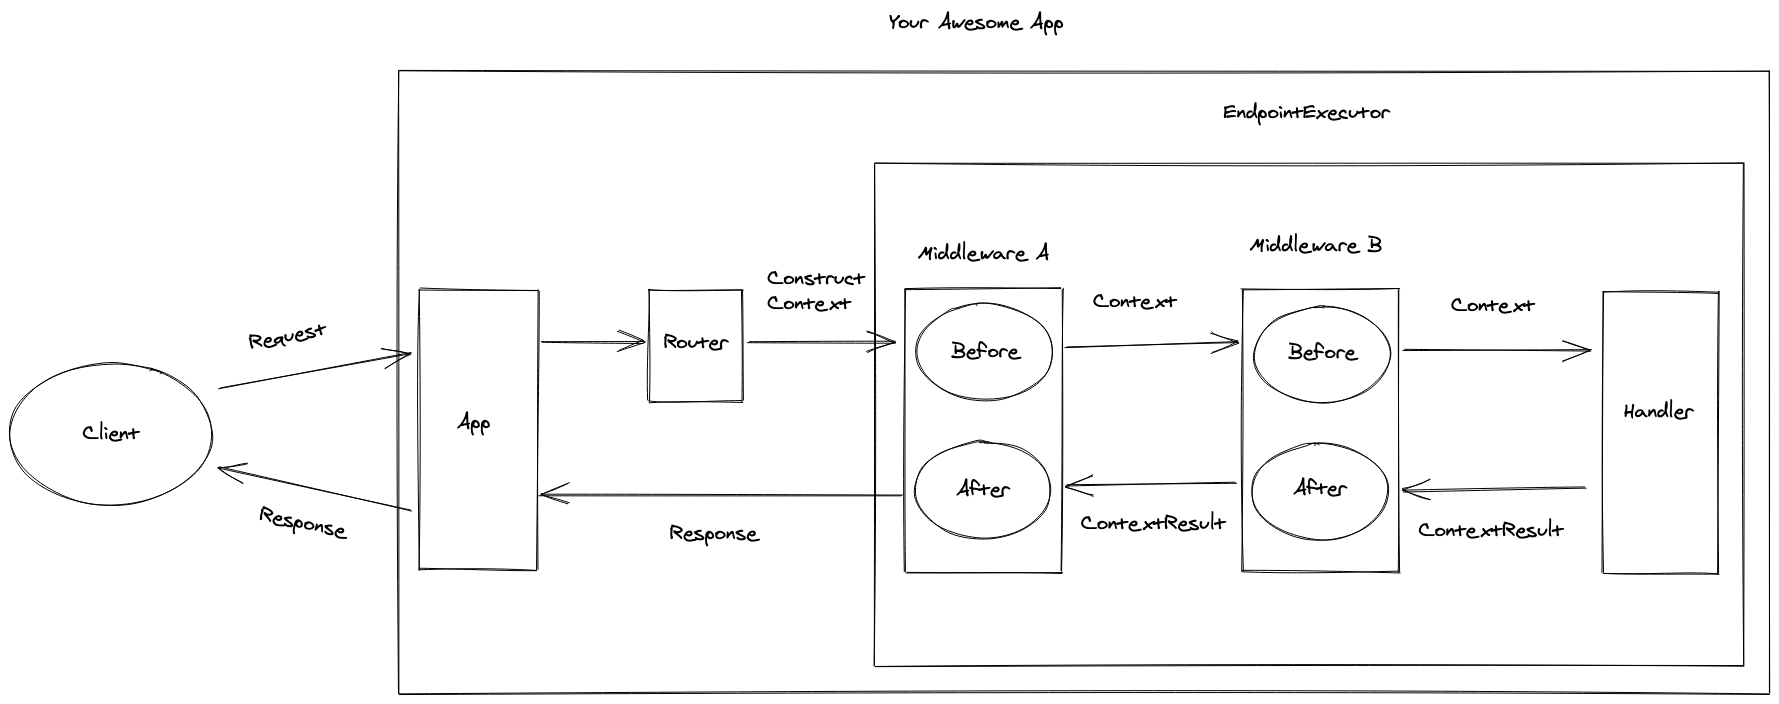 Your Awesome App
EndpointExecutor
Middleware A
Middleware B
Construct
Context
Context
Context
Request
Router
Before
Before
Client
App
Handler
After
After
Response
Response
ContextResult
ContextResult